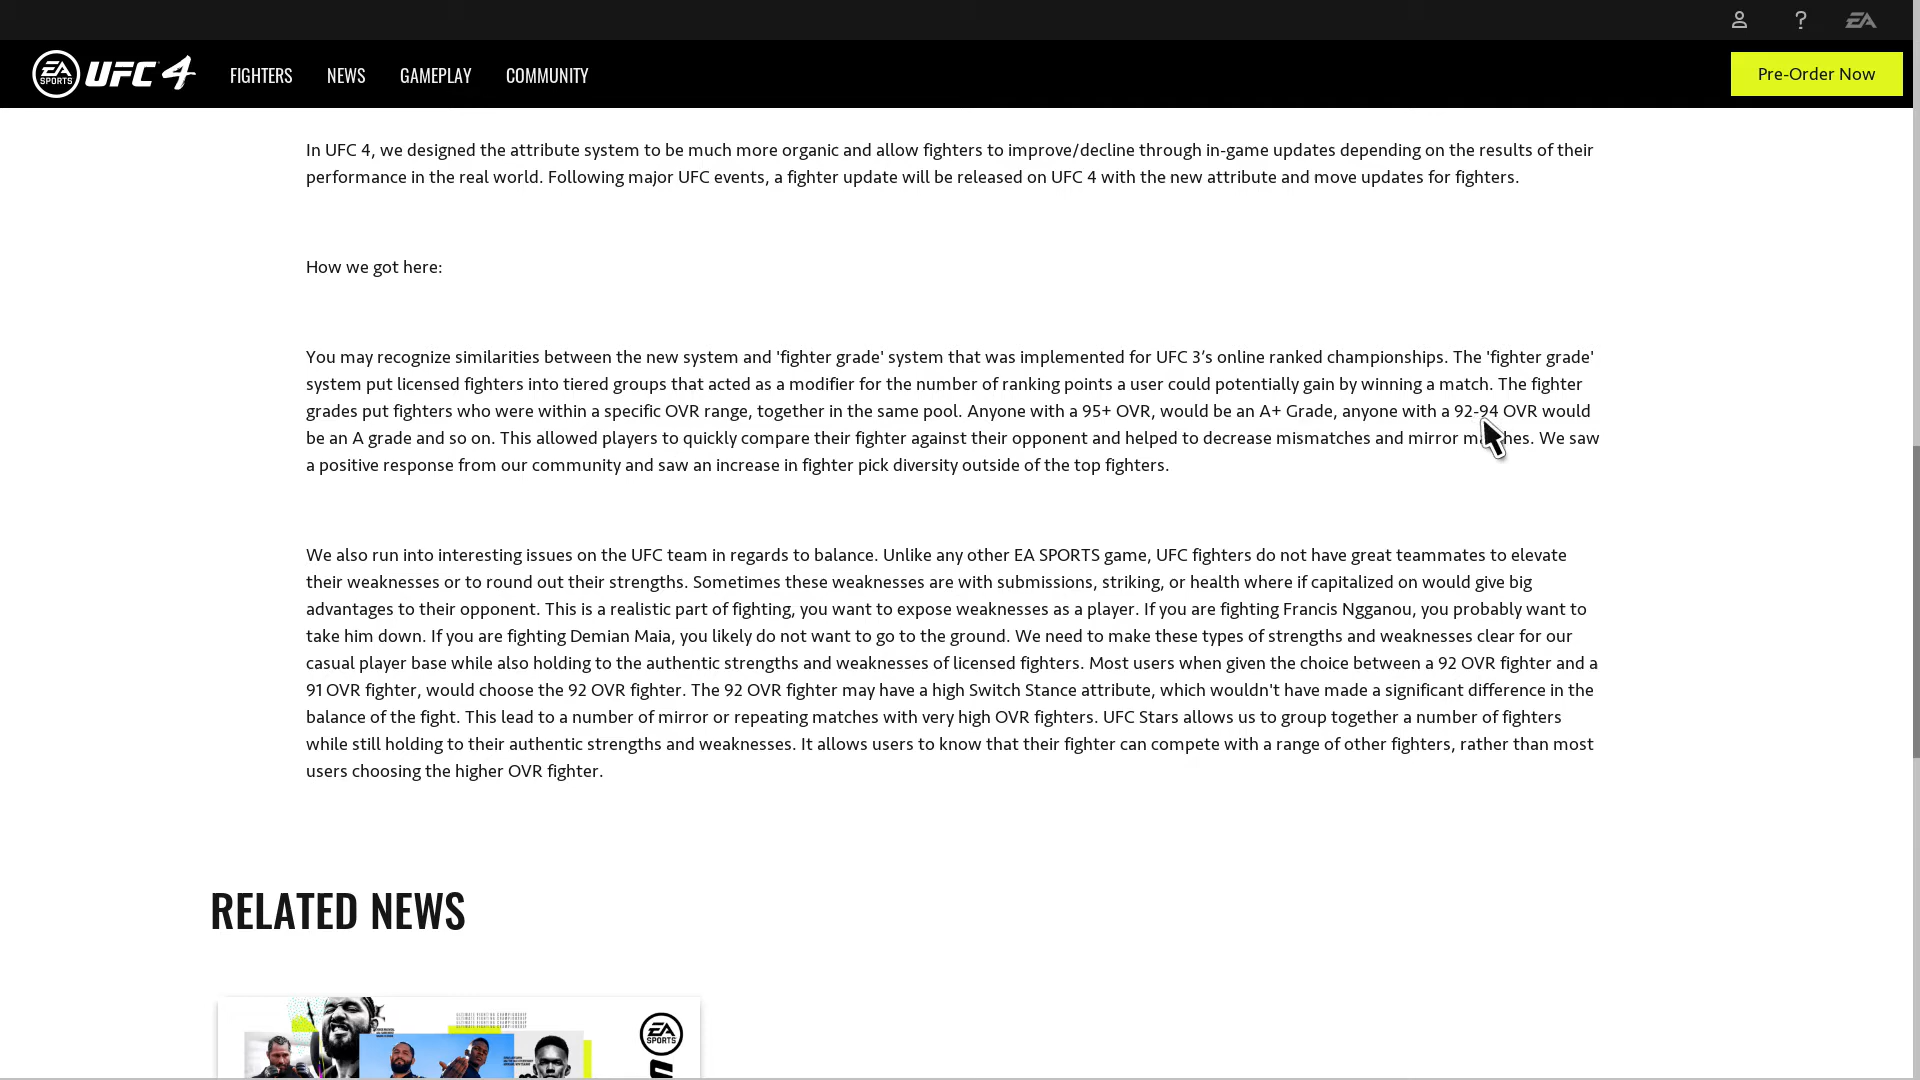 EA
EA SPORTS UFC 4
FIGHTERS
NEWS
GAMEPLAY
COMMUNITY
Pre-Order Now
In UFC 4, we designed the attribute system to be much more organic and allow fighters to improve/decline through in-game updates depending on the results of their
performance in the real world. Following major UFC events, a fighter update will be released on UFC 4 with the new attribute and move updates for fighters.
How we got here:
You may recognize similarities between the new system and 'fighter grade' system that was implemented for UFC 3’s online ranked championships. The 'fighter grade'
system put licensed fighters into tiered groups that acted as a modifier for the number of ranking points a user could potentially gain by winning a match. The fighter
grades put fighters who were within a specific OVR range, together in the same pool. Anyone with a 95+ OVR, would be an A+ Grade, anyone with a 92-94 OVR would
be an A grade and so on. This allowed players to quickly compare their fighter against their opponent and helped to decrease mismatches and mirror matches. We saw
a positive response from our community and saw an increase in fighter pick diversity outside of the top fighters.
We also run into interesting issues on the UFC team in regards to balance. Unlike any other EA SPORTS game, UFC fighters do not have great teammates to elevate
their weaknesses or to round out their strengths. Sometimes these weaknesses are with submissions, striking, or health where if capitalized on would give big
advantages to their opponent. This is a realistic part of fighting, you want to expose weaknesses as a player. If you are fighting Francis Ngganou, you probably want to
take him down. If you are fighting Demian Maia, you likely do not want to go to the ground. We need to make these types of strengths and weaknesses clear for our
casual player base while also holding to the authentic strengths and weaknesses of licensed fighters. Most users when given the choice between a 92 OVR fighter and a
91 OVR fighter, would choose the 92 OVR fighter. The 92 OVR fighter may have a high Switch Stance attribute, which wouldn't have made a significant difference in the
balance of the fight. This lead to a number of mirror or repeating matches with very high OVR fighters. UFC Stars allows us to group together a number of fighters
while still holding to their authentic strengths and weaknesses. It allows users to know that their fighter can compete with a range of other fighters, rather than most
users choosing the higher OVR fighter.
RELATED NEWS
EA SPORTS